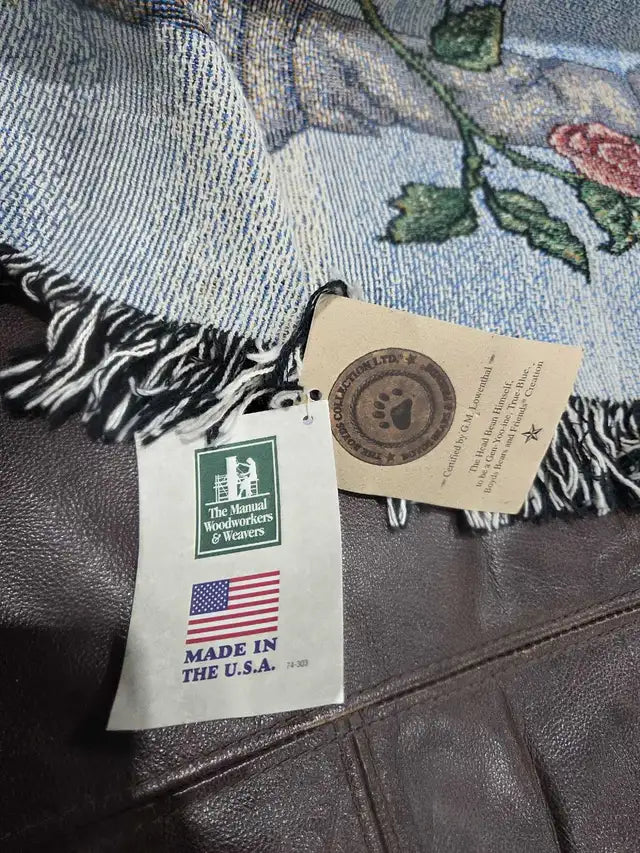 The Manual
Woodworkers
& Weavers
MADE IN
THE U.S.A.
74-303
THE BOYDS COLLECTION LTD.
Certified by G.M. Lowenthal
The Head Bean Himself,
to be a Gen-Yoo-ine, True-Blue,
Boyds Bears and Friends® Creation